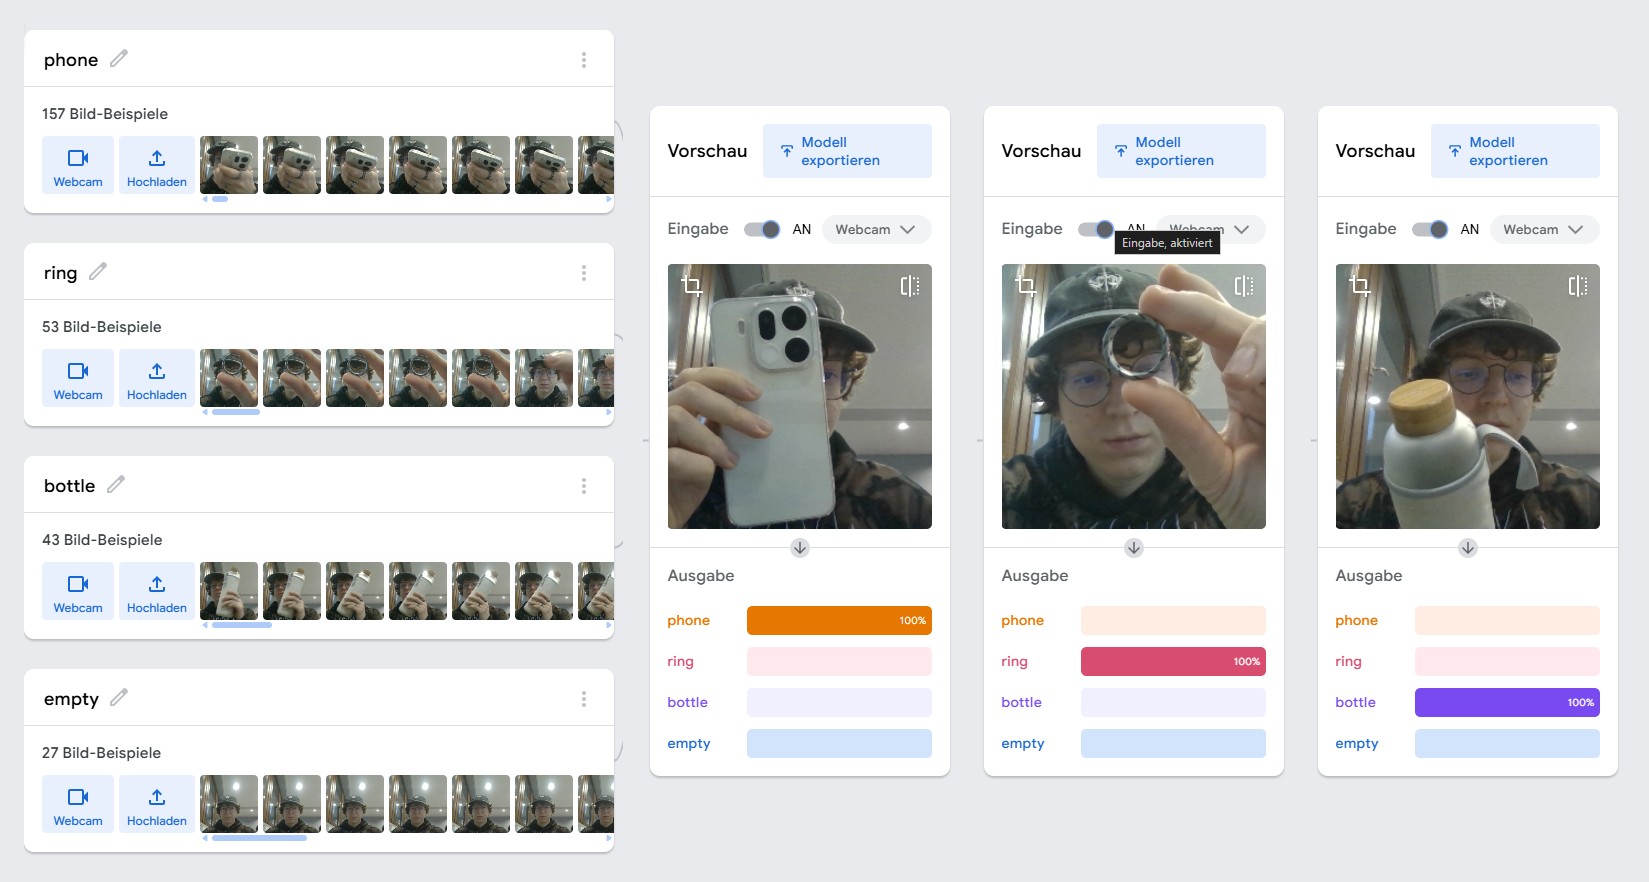 phone
157 Bild-Beispiele
Webcam
Hochladen
ring
53 Bild-Beispiele
Webcam
Hochladen
bottle
43 Bild-Beispiele
Webcam
Hochladen
empty
27 Bild-Beispiele
Webcam
Hochladen
Vorschau
Modell
exportieren
Eingabe
AN
Webcam
Ausgabe
phone
100%
ring
bottle
empty
Vorschau
Modell
exportieren
Eingabe
AN
Webcam
Eingabe, aktiviert
Ausgabe
phone
ring
100%
bottle
empty
Vorschau
Modell
exportieren
Eingabe
AN
Webcam
Ausgabe
phone
ring
bottle
100%
empty